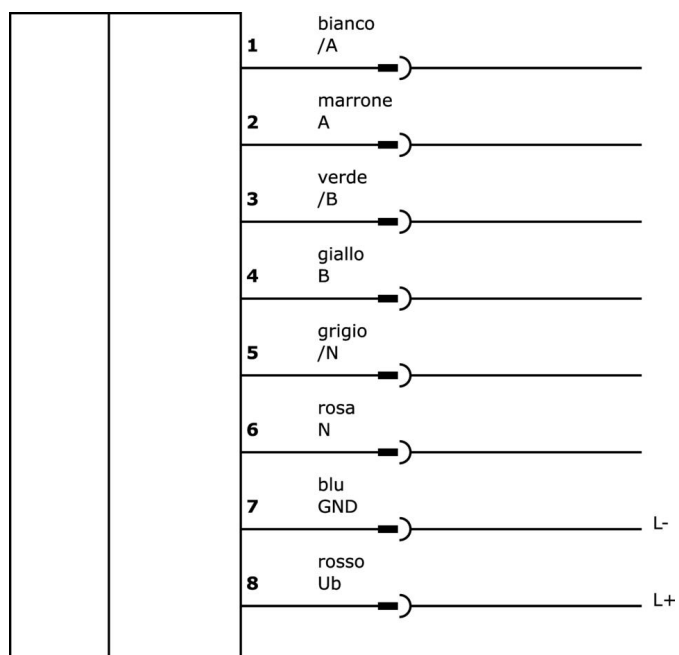 bianco
1 /A
marrone
2 A
verde
3 /B
giallo
4 B
grigio
5 /N
rosa
6 N
blu
7 GND
L-
rosso
8 Ub
L+